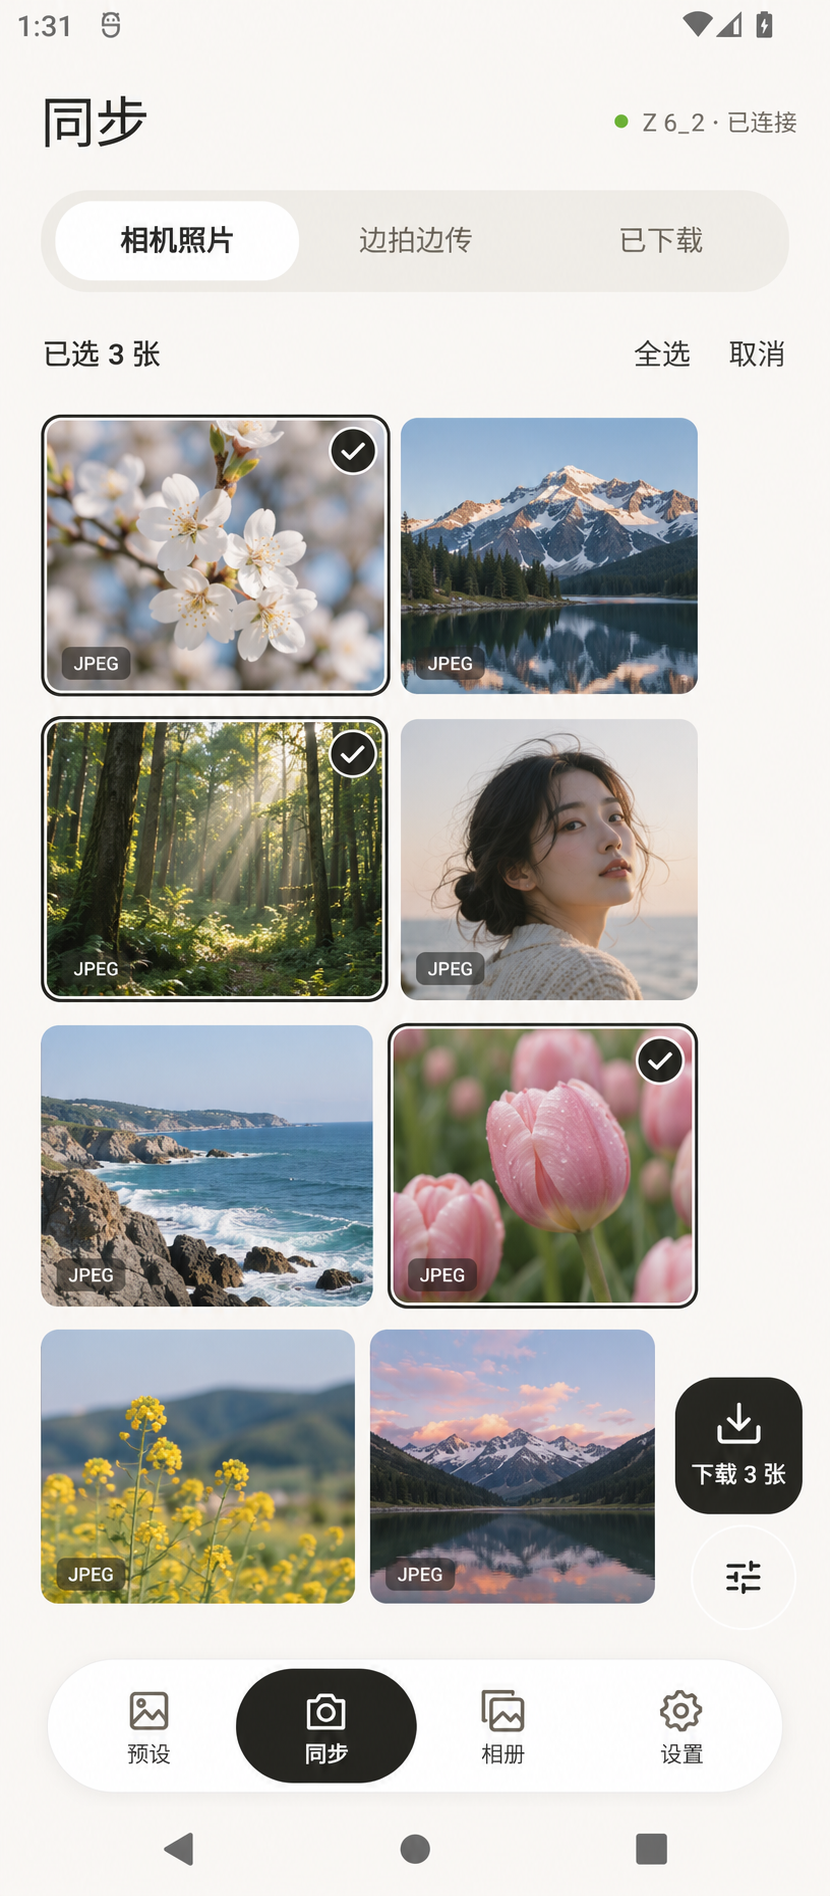 1:31
同步
Z 6_2 · 已连接
相机照片 边拍边传 已下载
已选 3 张 全选 取消
JPEG JPEG
JPEG JPEG
JPEG JPEG
下载 3 张
JPEG JPEG
预设 同步 相册 设置